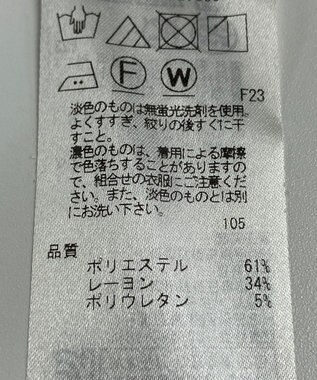 F W
F23
淡色のものは無蛍光洗剤を使用。
よくすすぎ、絞りの後すぐに干
すこと。
濃色のものは、着用による摩擦
で色落ちすることがありますの
で、組合せの衣服にご注意くだ
さい。また、淡色のものとは別
にお洗い下さい。
105
品質
ポリエステル 61%
レーヨン 34%
ポリウレタン 5%